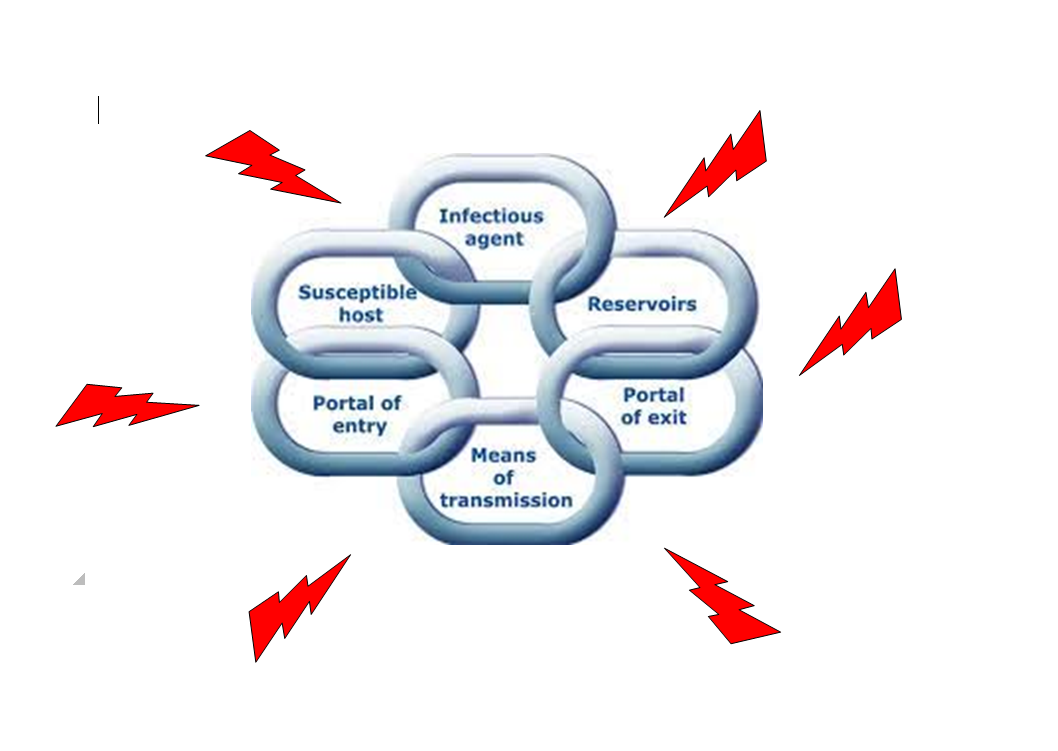 Infectious
agent
Reservoirs
Portal
of exit
Means
of
transmission
Portal of
entry
Susceptible
host